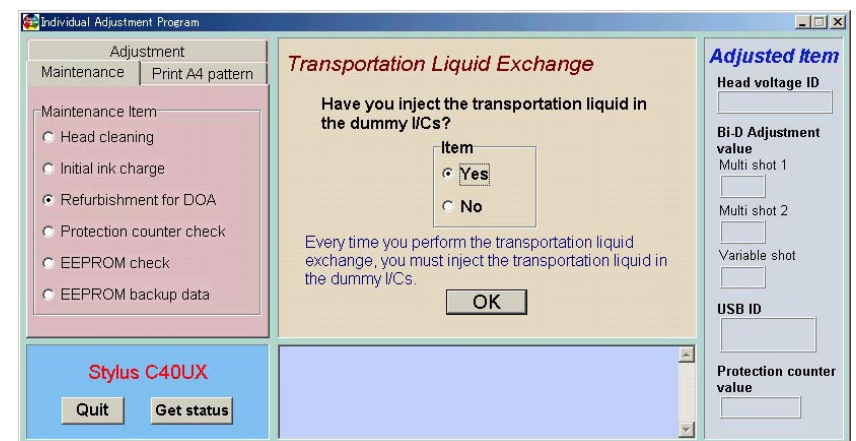 Individual Adjustment Program
Adjustment
Maintenance
Print A4 pattern
Maintenance Item
Head cleaning
Initial ink charge
Refurbishment for DOA
Protection counter check
EEPROM check
EEPROM backup data
Stylus C40UX
Quit
Get status
Transportation Liquid Exchange
Have you inject the transportation liquid in
the dummy I/Cs?
Item
Yes
No
Every time you perform the transportation liquid
exchange, you must inject the transportation liquid in
the dummy I/Cs.
OK
Adjusted Item
Head voltage ID
Bi-D Adjustment
value
Multi shot 1
Multi shot 2
Variable shot
USB ID
Protection counter
value